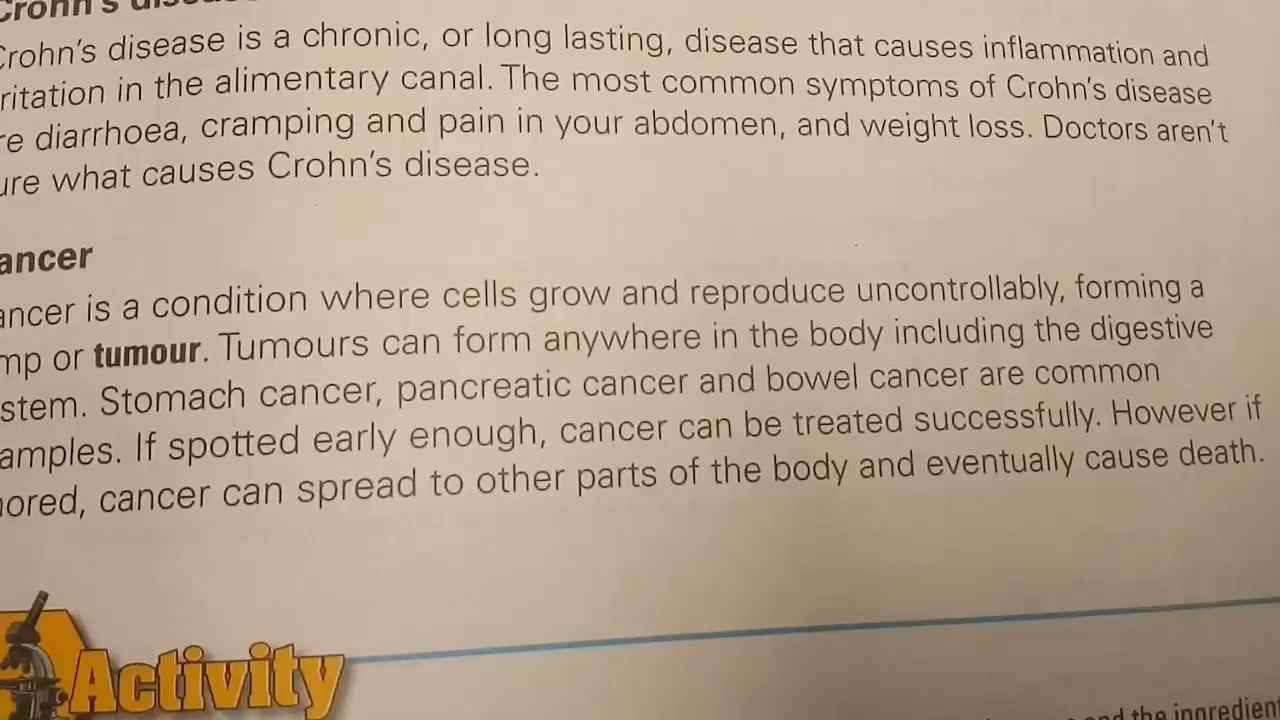 Crohn's disease
Crohn's disease is a chronic, or long lasting, disease that causes inflammation and
ritation in the alimentary canal. The most common symptoms of Crohn's disease
re diarrhoea, cramping and pain in your abdomen, and weight loss. Doctors aren't
ure what causes Crohn's disease.
ancer
ancer is a condition where cells grow and reproduce uncontrollably, forming a
mp or tumour. Tumours can form anywhere in the body including the digestive
stem. Stomach cancer, pancreatic cancer and bowel cancer are common
amples. If spotted early enough, cancer can be treated successfully. However if
nored, cancer can spread to other parts of the body and eventually cause death.
Activity
and the ingredien